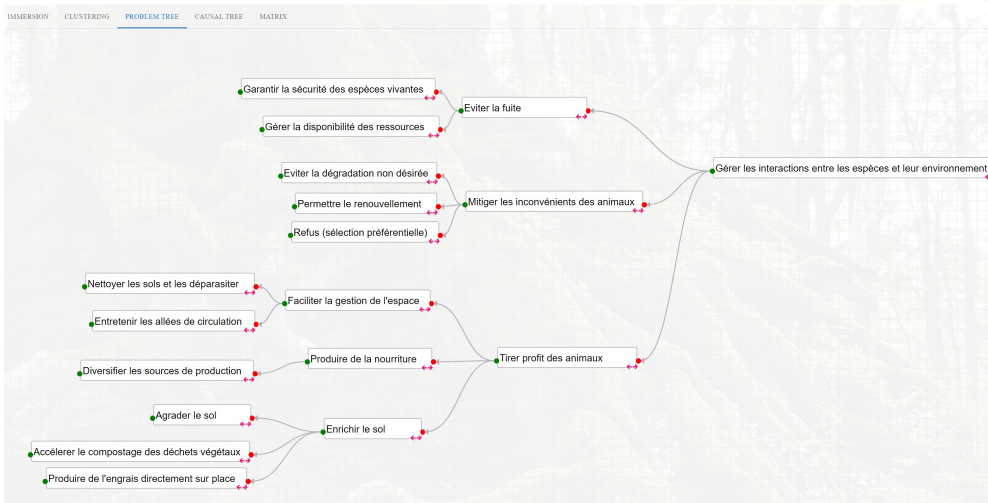 IMMERSION
CLUSTERING
PROBLEM TREE
CAUSAL TREE
MATRIX
Garantir la sécurité des espèces vivantes
Eviter la fuite
Gérer la disponibilité des ressources
Gérer les interactions entre les espèces et leur environnement
Eviter la dégradation non désirée
Permettre le renouvellement
Mitiger les inconvénients des animaux
Refus (sélection préférentielle)
Nettoyer les sols et les déparasiter
Faciliter la gestion de l'espace
Entretenir les allées de circulation
Produire de la nourriture
Tirer profit des animaux
Diversifier les sources de production
Agrader le sol
Enrichir le sol
Accélerer le compostage des déchets végétaux
Produire de l'engrais directement sur place